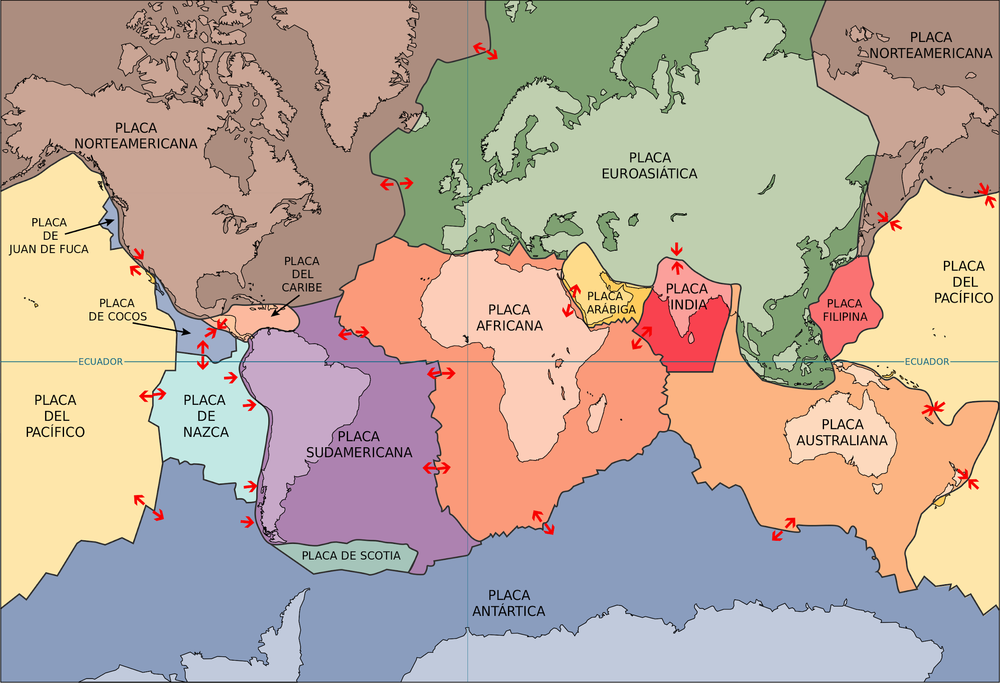 PLACA
NORTEAMERICANA
PLACA
NORTEAMERICANA
PLACA
EUROASIÁTICA
PLACA
DE
JUAN DE FUCA
PLACA
DEL
CARIBE
PLACA
DE COCOS
PLACA
AFRICANA
PLACA
ARÁBIGA
PLACA
INDIA
PLACA
FILIPINA
PLACA
DEL
PACÍFICO
ECUADOR
ECUADOR
PLACA
DEL
PACÍFICO
PLACA
DE
NAZCA
PLACA
SUDAMERICANA
PLACA
AUSTRALIANA
PLACA DE SCOTIA
PLACA
ANTÁRTICA